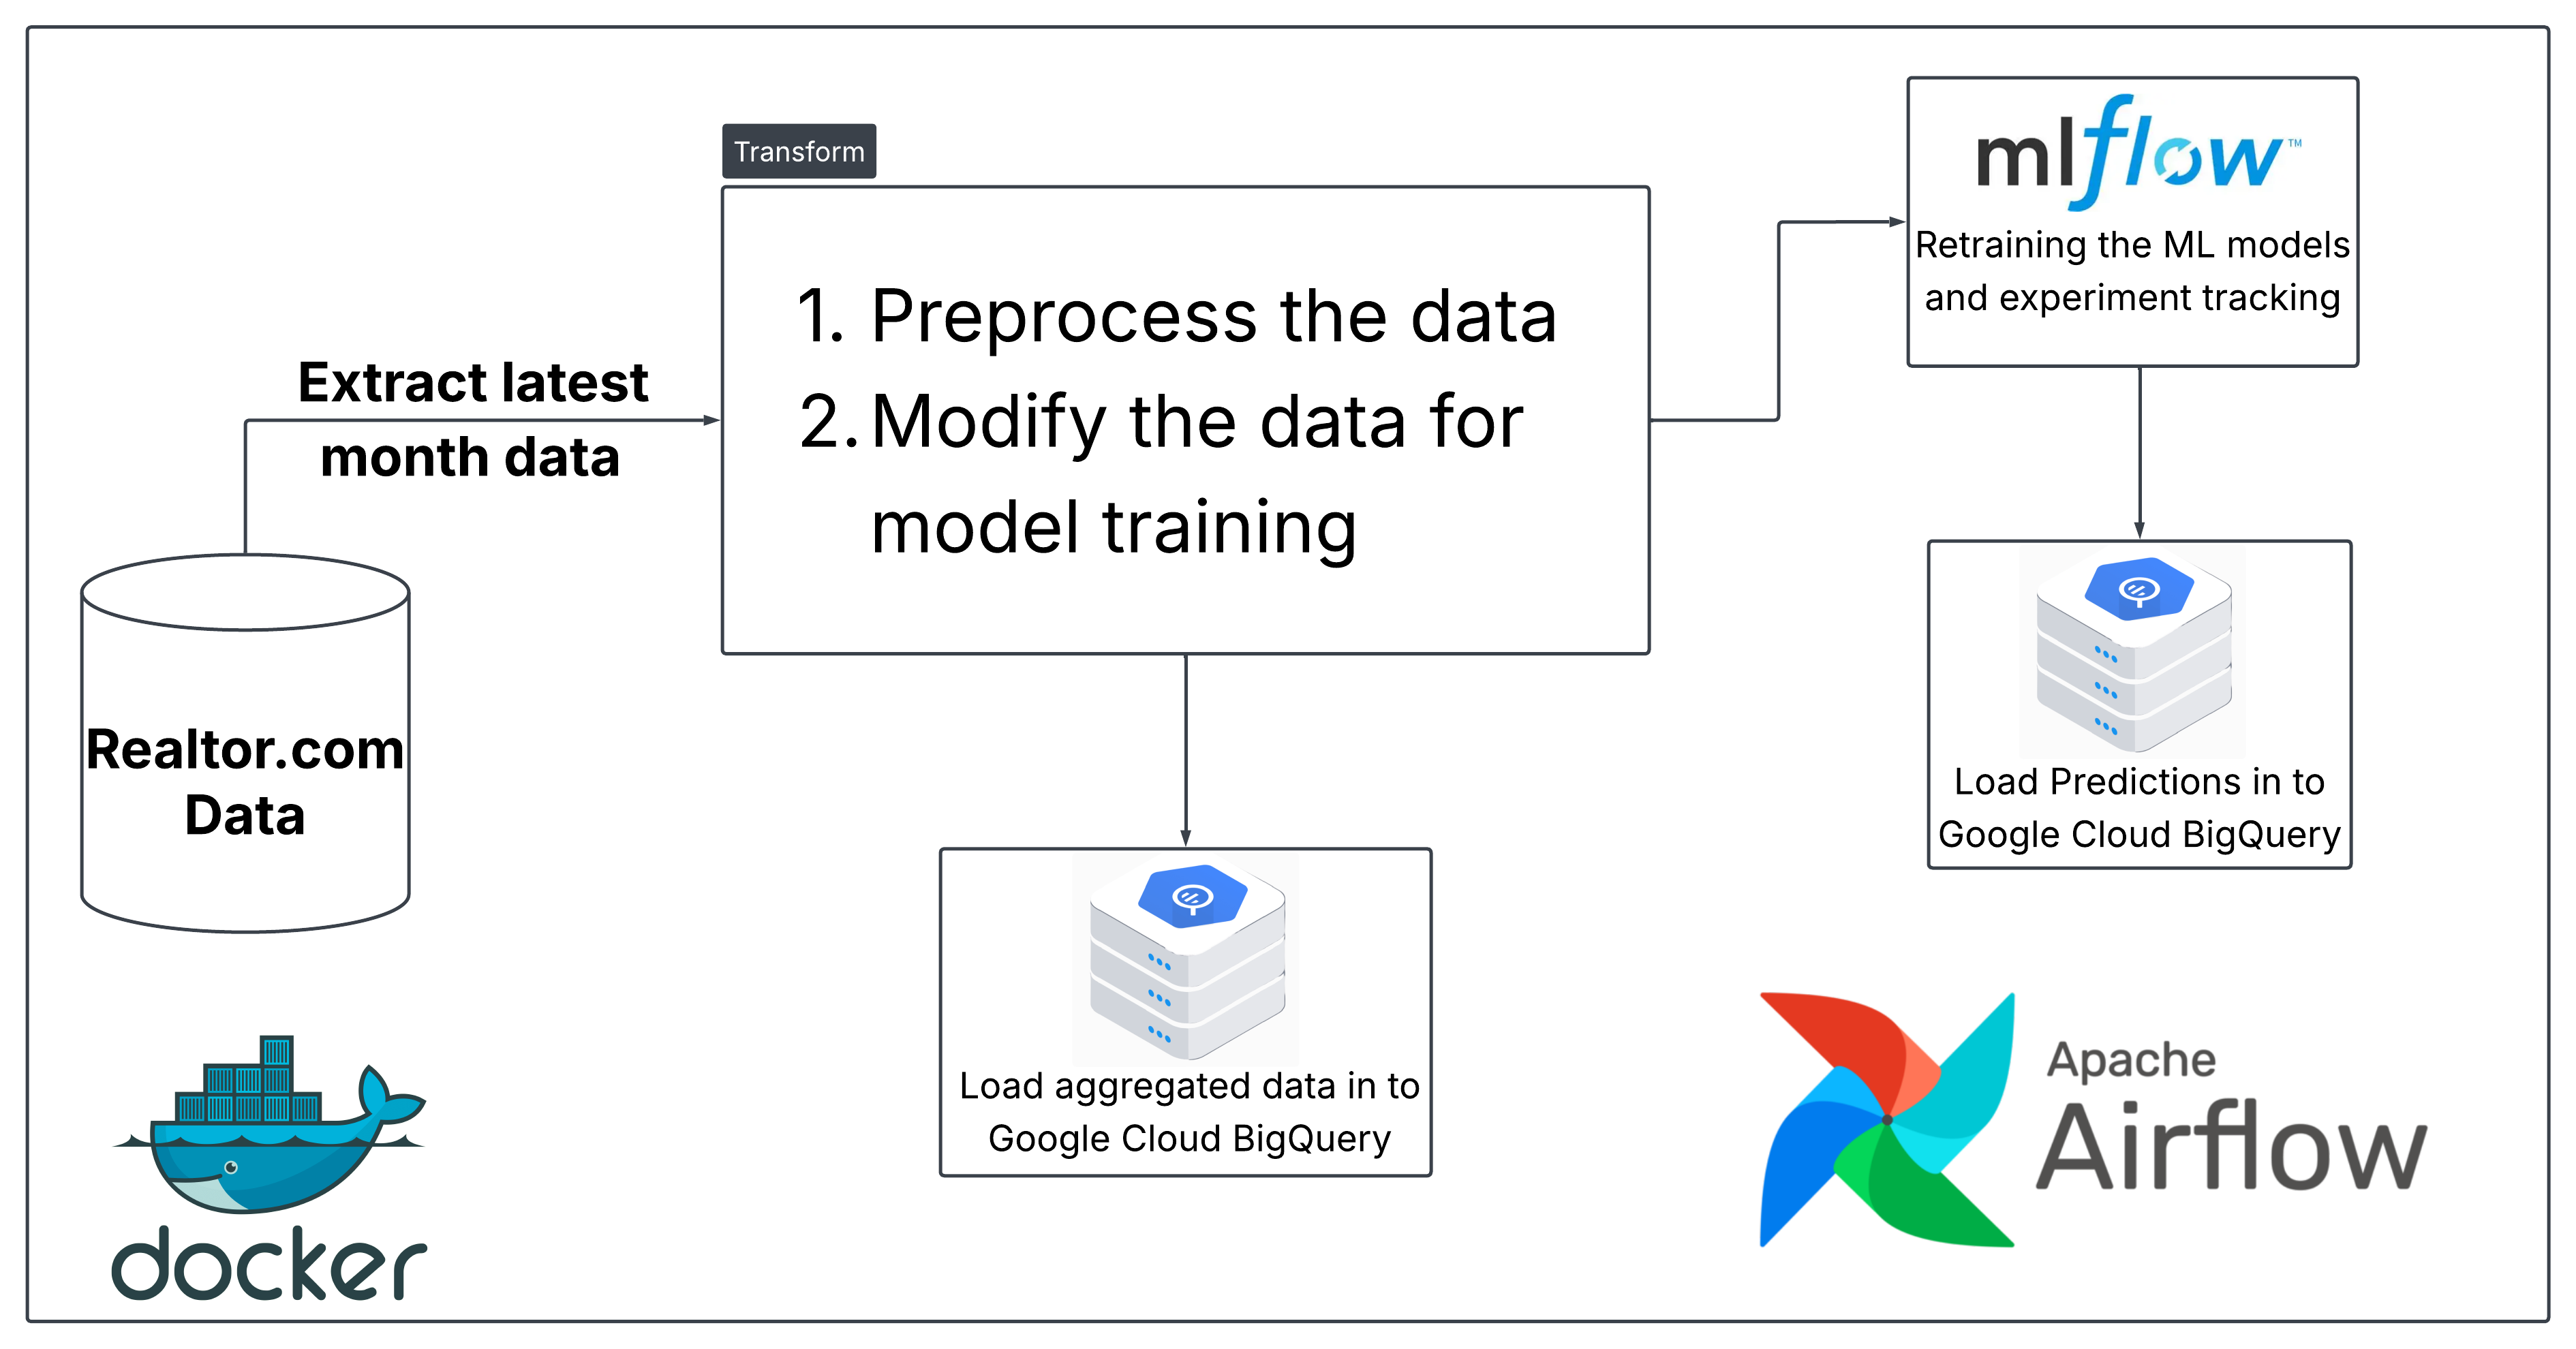 Transform
1. Preprocess the data
2. Modify the data for
model training
Extract latest
month data
Realtor.com
Data
mlflow™
Retraining the ML models
and experiment tracking
Load Predictions in to
Google Cloud BigQuery
Load aggregated data in to
Google Cloud BigQuery
docker
Apache
Airflow